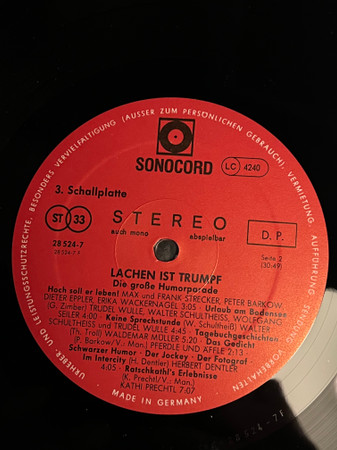 URHEBER- UND LEISTUNGSSCHUTZRECHTE, BESONDERS VERVIELFÄLTIGUNG (AUSSER ZUM PERSÖNLICHEN GEBRAUCH), VERMIETUNG AUFFÜHRUNG VORBEHALTEN
SONOCORD
LC 4240
3. Schallplatte
ST 33
STEREO
auch mono abspielbar
D. P.
28 524-7
Seite 2
(30:49)
LACHEN IST TRUMPF
Die große Humorparade
Hoch soll er leben! MAX und FRANK STRECKER, PETER BARKOW,
DIETER EPPLER, ERIKA WACKERNAGEL 3:05 · Urlaub am Bodensee
(G. Zimber) TRUDEL WULLE, WALTER SCHULTHEISS, WOLFGANG
SEILER 4:00 · Keine Sprechstunde (W. Schultheiß) WALTER
SCHULTHEISS und TRUDEL WULLE 4:45 · Tagebuchgeschichten
(Th. Troll) WALDEMAR MÜLLER 5:20 · Das Gedicht
(P. Barkow/V.: Man.) PFERDLE UND ÄFFLE 2:13 ·
Schwarzer Humor · Der Jockey · Der Fotograf
Im Intercity (H. Dentler) HERBERT DENTLER
4:05 · Ratschkathl's Erlebnisse
(K. Prechtl/V.: Man.)
KATHI PRECHTL 7:07
MADE IN GERMANY